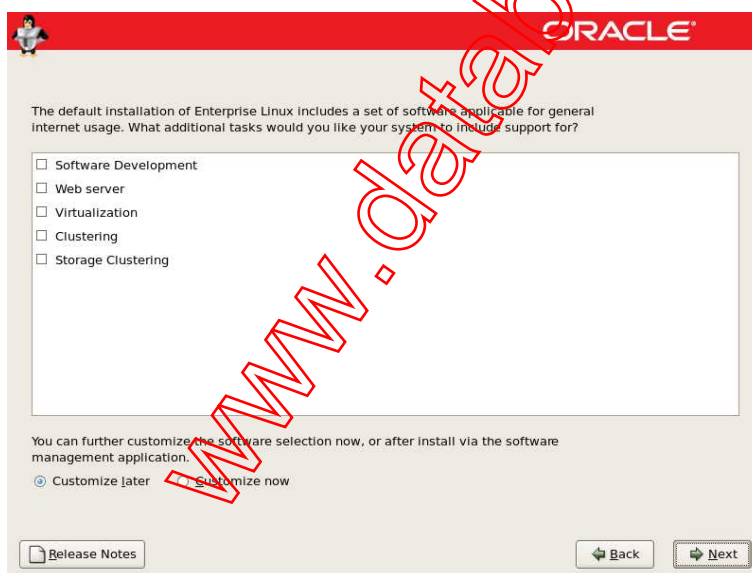 ORACLE®
The default installation of Enterprise Linux includes a set of software applicable for general
internet usage. What additional tasks would you like your system to include support for?
Software Development
Web server
Virtualization
Clustering
Storage Clustering
You can further customize the software selection now, or after install via the software
management application.
Customize later Customize now
Release Notes Back Next
www.datab